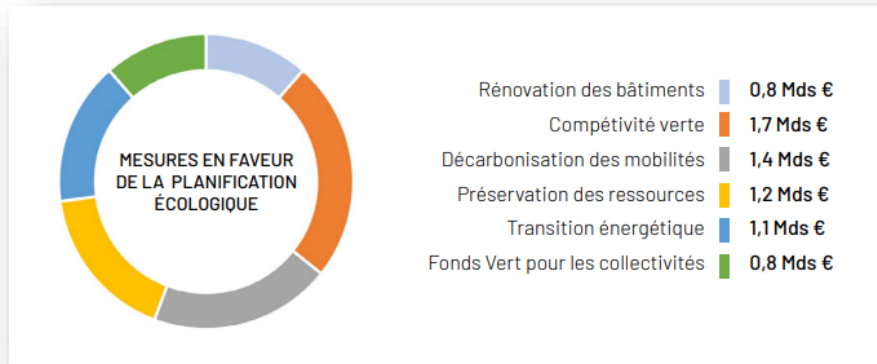 MESURES EN FAVEUR
DE LA PLANIFICATION
ÉCOLOGIQUE
Rénovation des bâtiments 0,8 Mds €
Compétivité verte 1,7 Mds €
Décarbonisation des mobilités 1,4 Mds €
Préservation des ressources 1,2 Mds €
Transition énergétique 1,1 Mds €
Fonds Vert pour les collectivités 0,8 Mds €